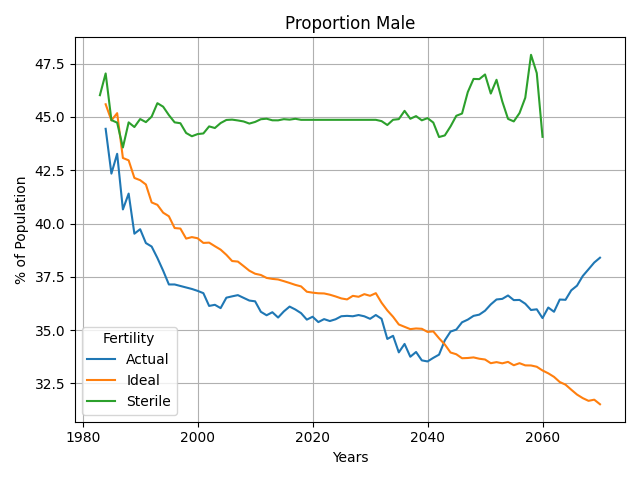 Proportion Male
% of Population
47.5
45.0
42.5
40.0
37.5
35.0
32.5
Fertility
Actual
Ideal
Sterile
1980
2000
2020
2040
2060
Years